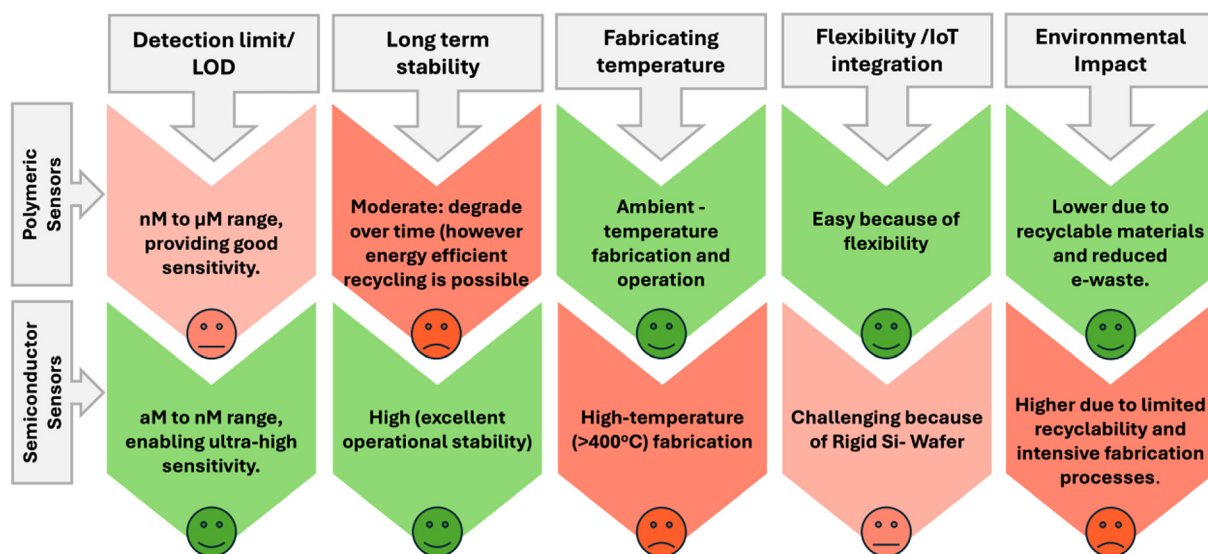 Detection limit/
LOD
Long term
stability
Fabricating
temperature
Flexibility /IoT
integration
Environmental
Impact
Polymeric
Sensors
nM to µM range,
providing good
sensitivity.
Moderate: degrade
over time (however
energy efficient
recycling is possible
Ambient -
temperature
fabrication and
operation
Easy because of
flexibility
Lower due to
recyclable materials
and reduced
e-waste.
Semiconductor
Sensors
aM to nM range,
enabling ultra-high
sensitivity.
High (excellent
operational stability)
High-temperature
(>400°C) fabrication
Challenging because
of Rigid Si- Wafer
Higher due to limited
recyclability and
intensive fabrication
processes.